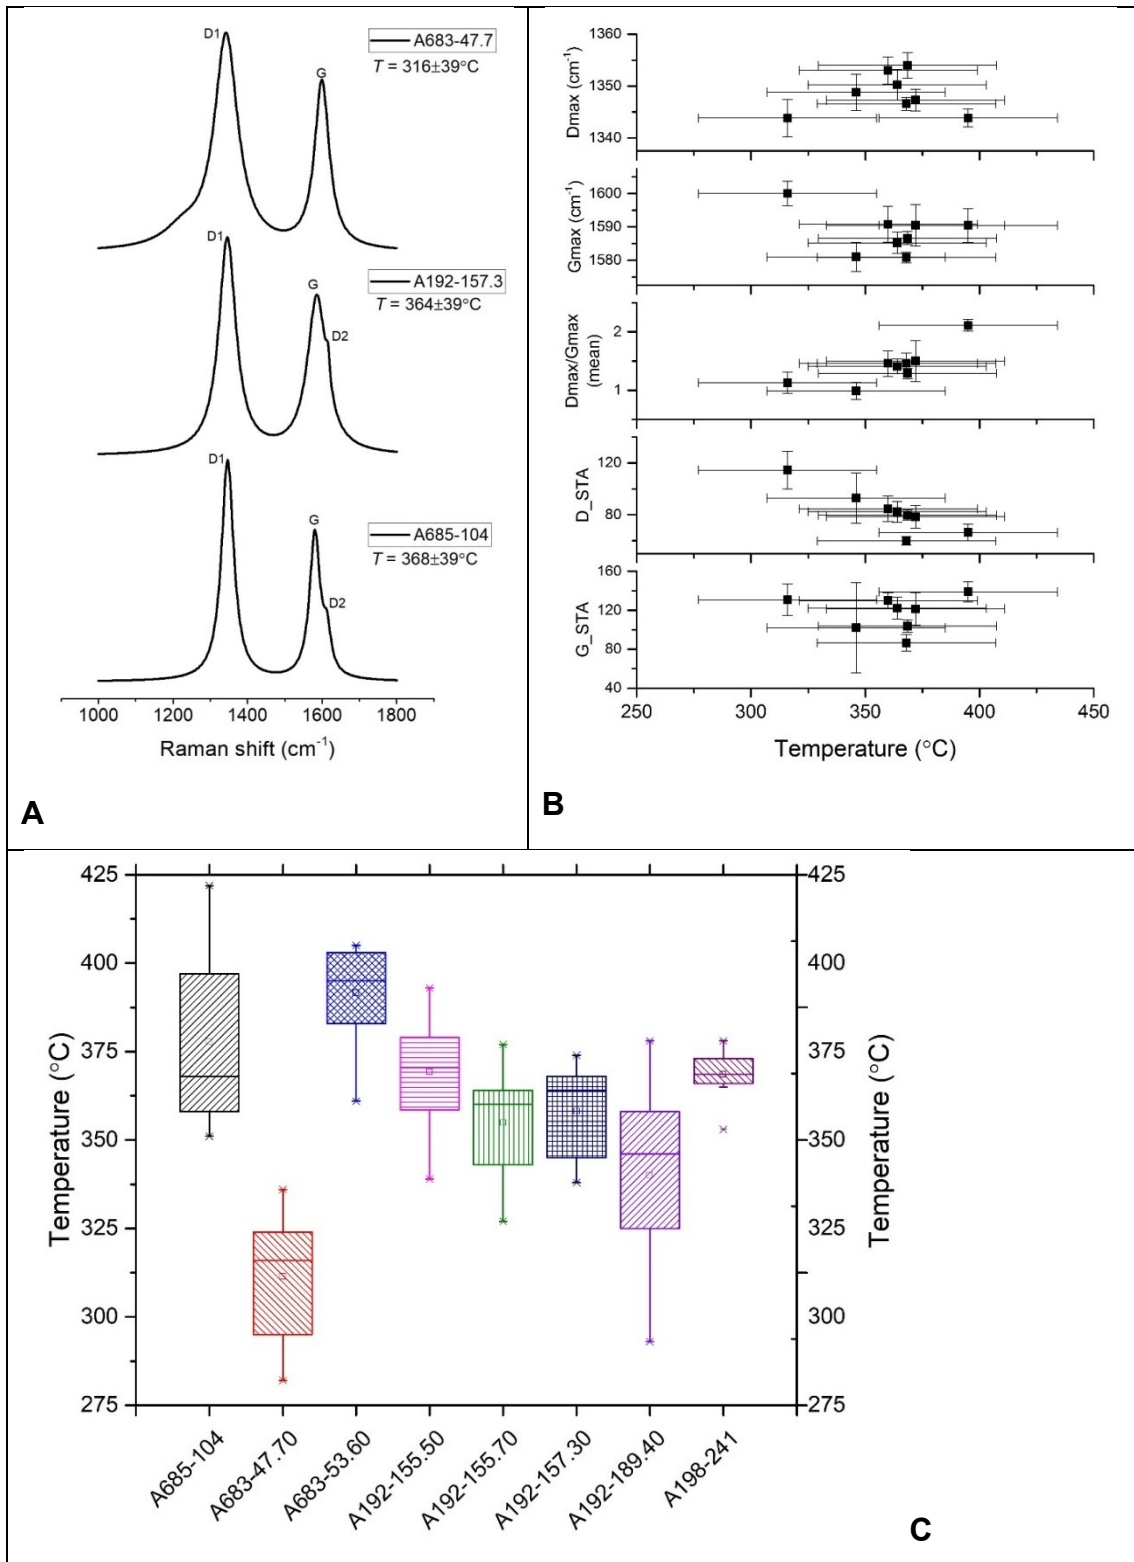 D1
A683-47.7
T = 316±39°C
G
D1
A192-157.3
T = 364±39°C
G
D2
D1
A685-104
T = 368±39°C
G
D2
1000 1200 1400 1600 1800
Raman shift (cm-1)
A
1360
1350
1340
Dmax (cm-1)
1600
1590
1580
Gmax (cm-1)
2
1
Dmax/Gmax
(mean)
120
80
D_STA
160
120
80
40
G_STA
250 300 350 400 450
Temperature (°C)
B
425
400
375
350
325
300
275
Temperature (°C)
425
400
375
350
325
300
275
Temperature (°C)
A685-104
A683-47.70
A683-53.60
A192-155.50
A192-155.70
A192-157.30
A192-189.40
A198-241
C